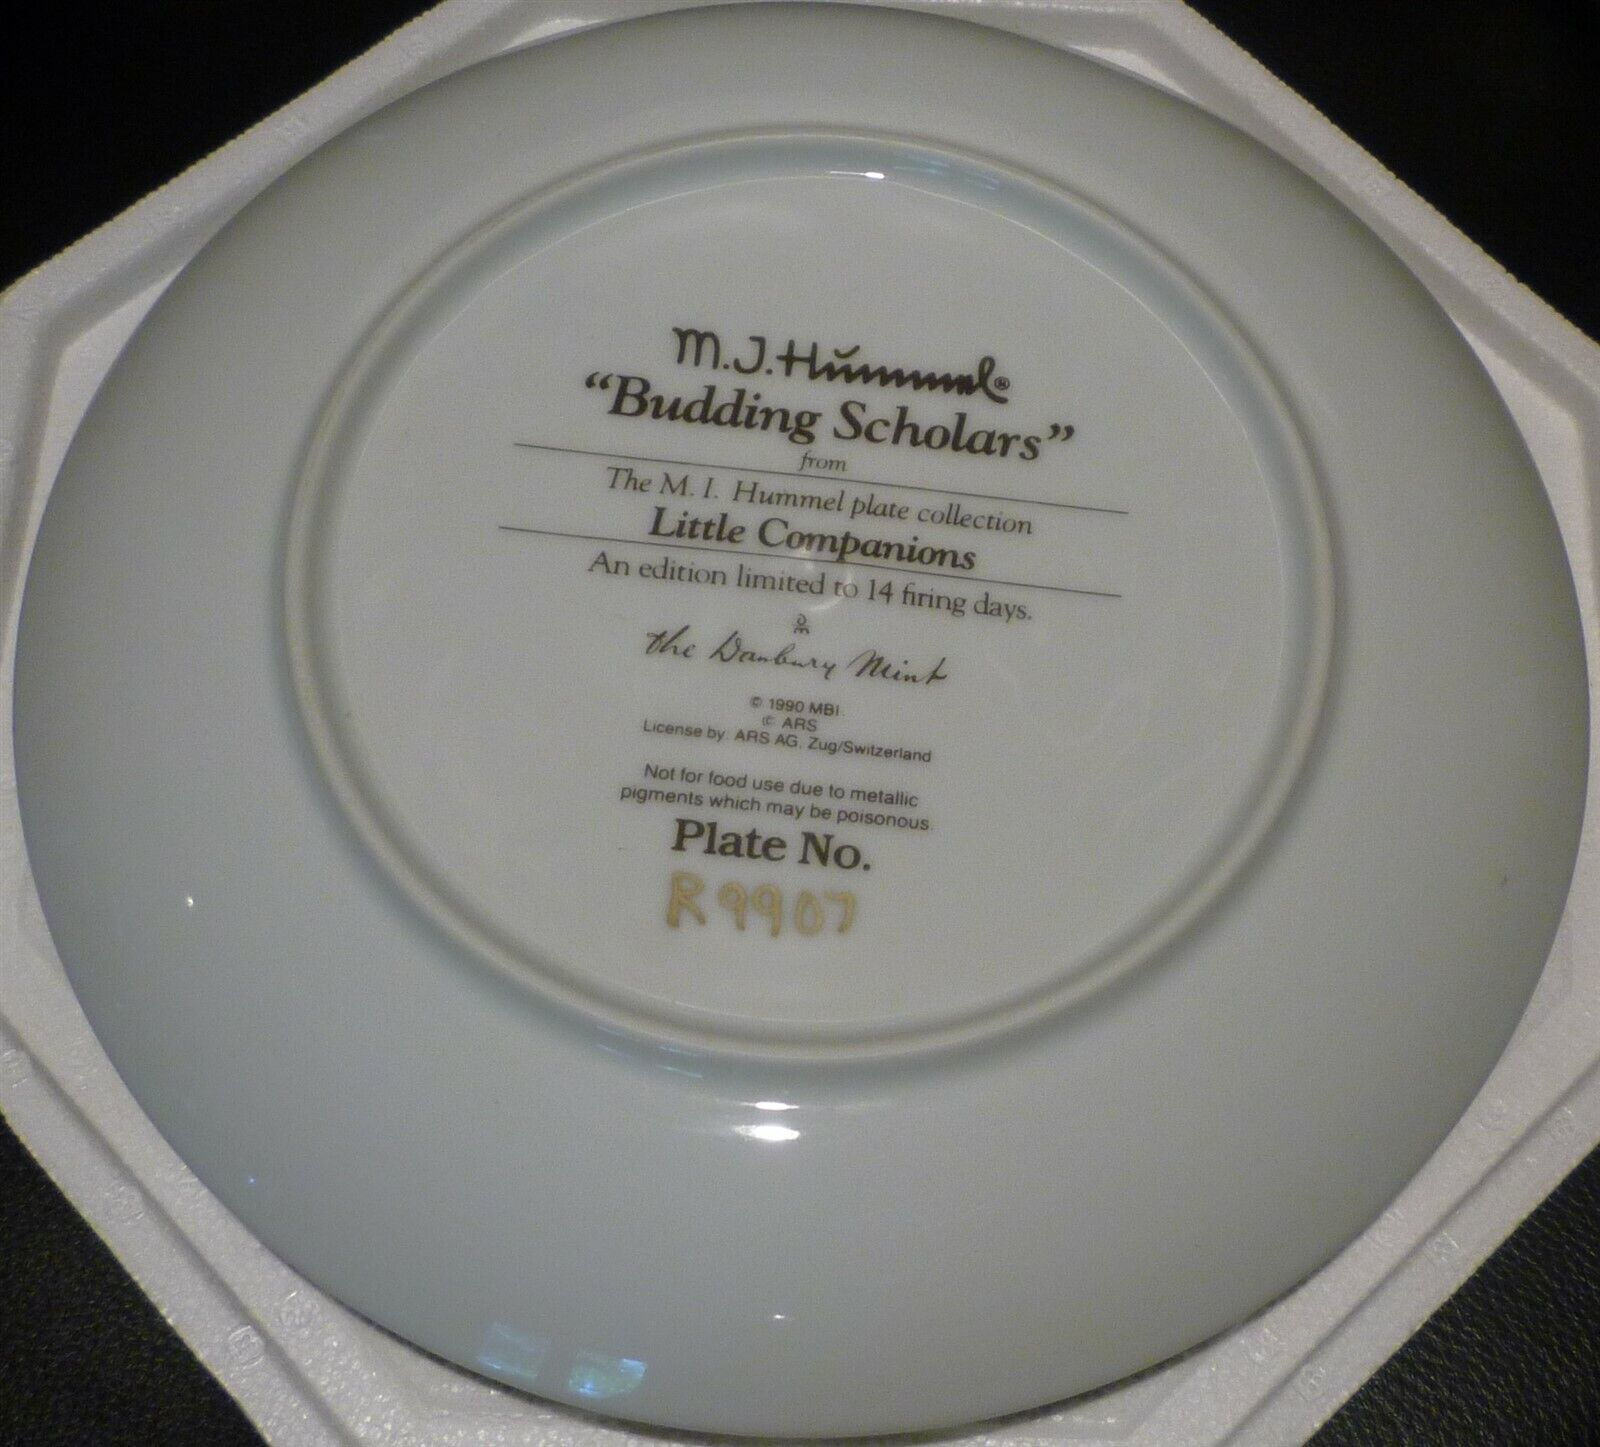 M.J. Hummel®
“Budding Scholars”
from
The M. I. Hummel plate collection
Little Companions
An edition limited to 14 firing days.
the Danbury Mint
© 1990 MBI
© ARS
License by ARS AG, Zug/Switzerland
Not for food use due to metallic
pigments which may be poisonous.
Plate No.
R9907